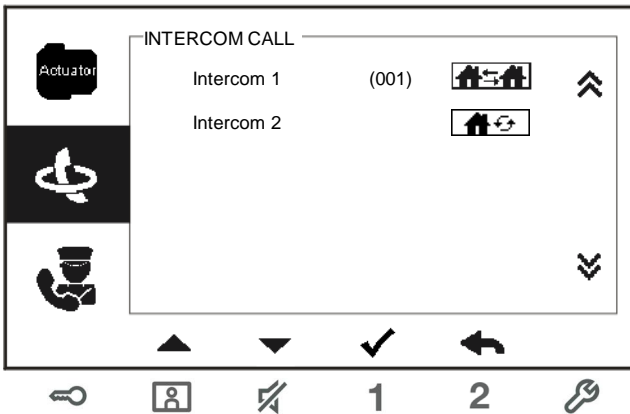 INTERCOM CALL
Actuator
Intercom 1 (001)
Intercom 2
1 2